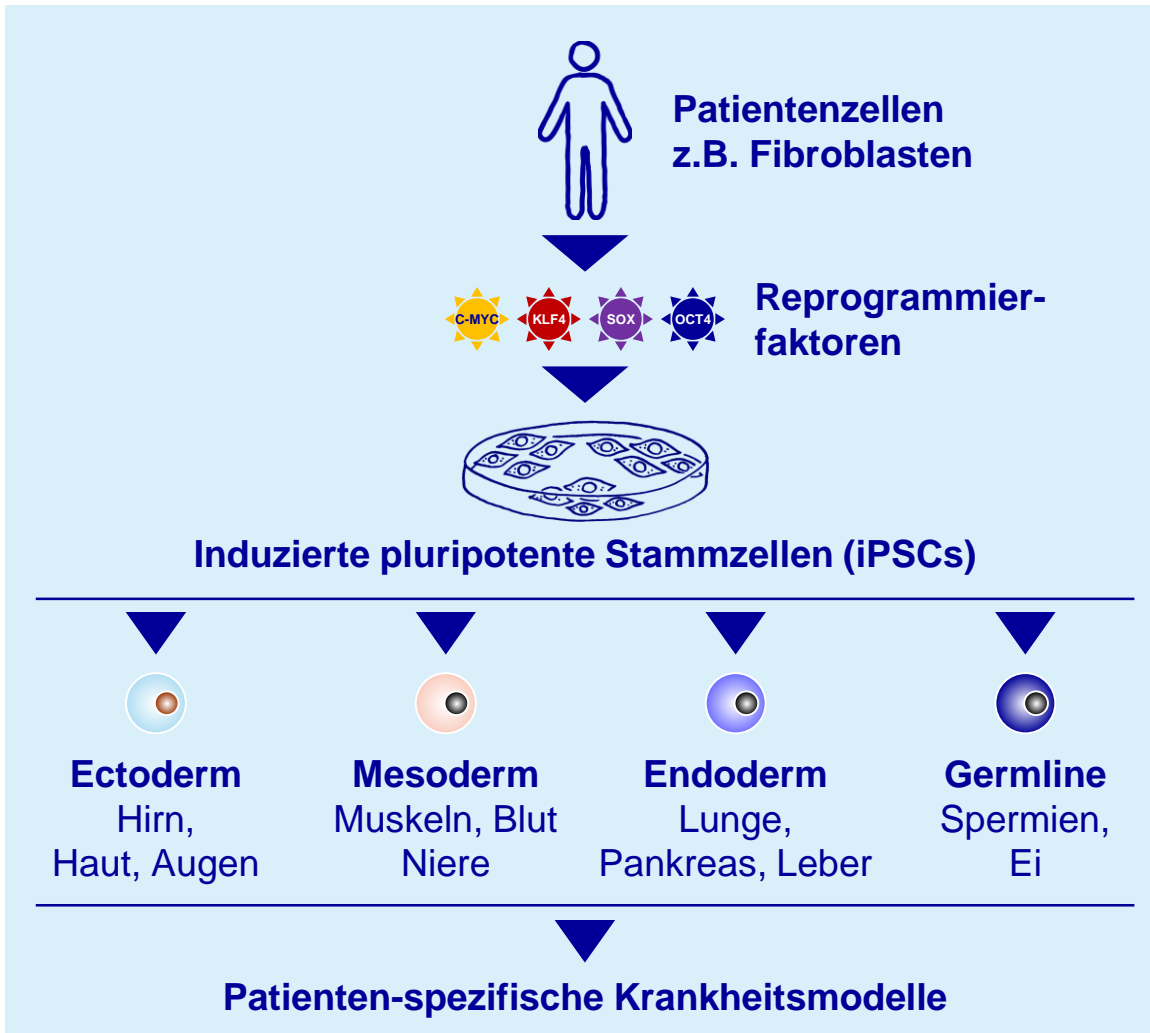 Patientenzellen
z.B. Fibroblasten
C-MYC KLF4 SOX OCT4
Reprogrammier-
faktoren
Induzierte pluripotente Stammzellen (iPSCs)
Ectoderm
Hirn,
Haut, Augen
Mesoderm
Muskeln, Blut
Niere
Endoderm
Lunge,
Pankreas, Leber
Germline
Spermien,
Ei
Patienten-spezifische Krankheitsmodelle